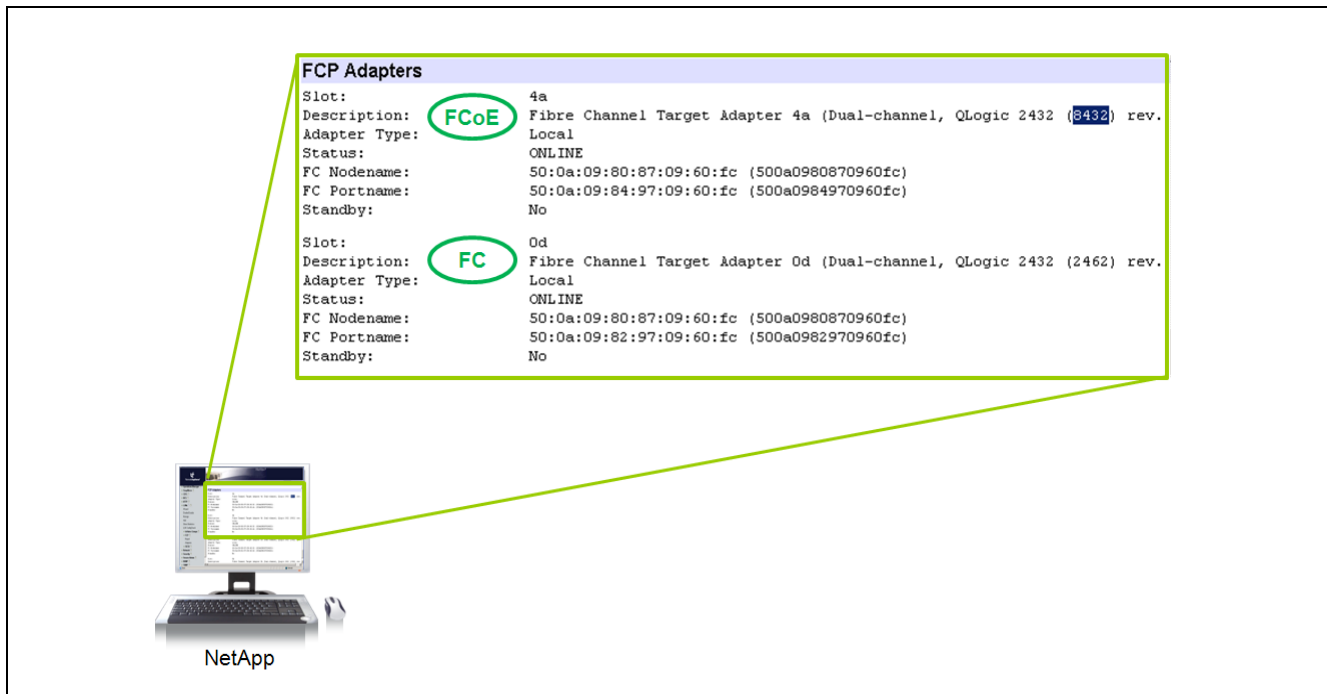 FCP Adapters
Slot: 4a
Description: FCoE Fibre Channel Target Adapter 4a (Dual-channel, QLogic 2432 (8432) rev.
Adapter Type: Local
Status: ONLINE
FC Nodename: 50:0a:09:80:87:09:60:fc (500a0980870960fc)
FC Portname: 50:0a:09:84:97:09:60:fc (500a0984970960fc)
Standby: No
Slot: 0d
Description: FC Fibre Channel Target Adapter 0d (Dual-channel, QLogic 2432 (2462) rev.
Adapter Type: Local
Status: ONLINE
FC Nodename: 50:0a:09:80:87:09:60:fc (500a0980870960fc)
FC Portname: 50:0a:09:82:97:09:60:fc (500a0982970960fc)
Standby: No
NetApp